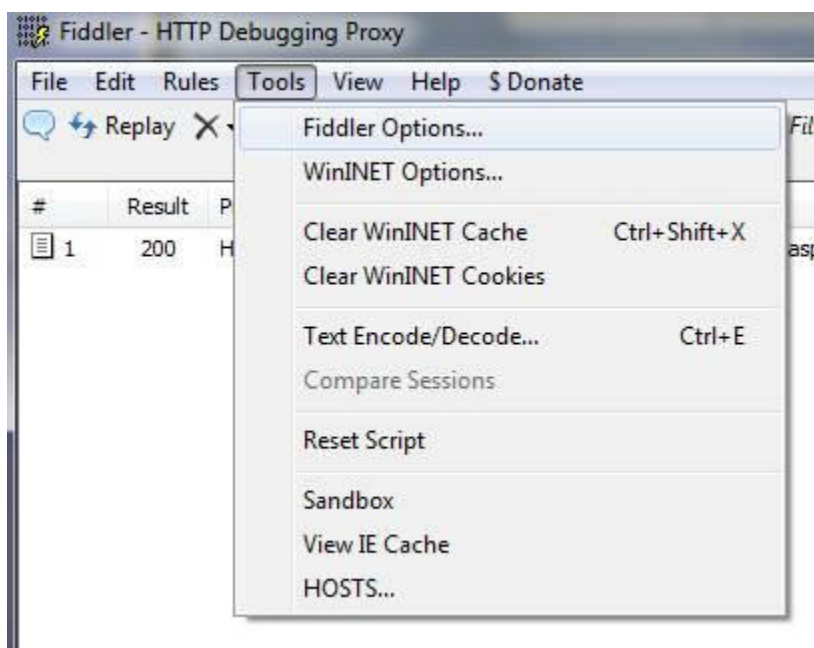 Fiddler - HTTP Debugging Proxy
File Edit Rules Tools View Help $ Donate
Replay
Fiddler Options...
WinINET Options...
# Result
1 200
Clear WinINET Cache Ctrl+Shift+X
Clear WinINET Cookies
Text Encode/Decode... Ctrl+E
Compare Sessions
Reset Script
Sandbox
View IE Cache
HOSTS...